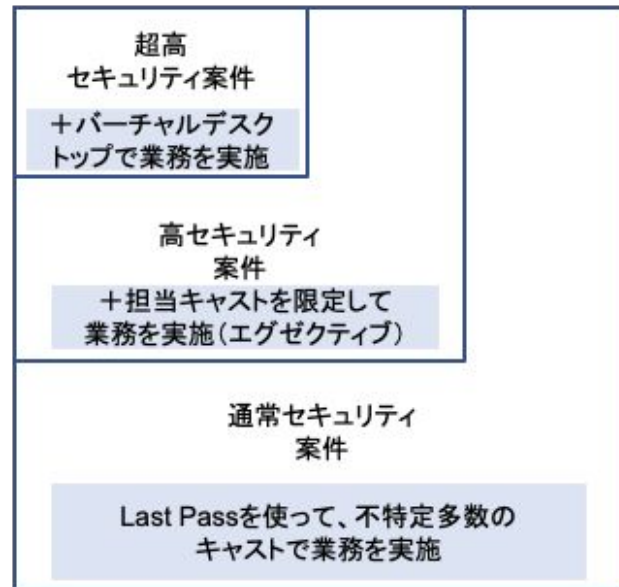 超高
セキュリティ案件
＋バーチャルデスク
トップで業務を実施
高セキュリティ
案件
＋担当キャストを限定して
業務を実施（エグゼクティブ）
通常セキュリティ
案件
Last Passを使って、不特定多数の
キャストで業務を実施